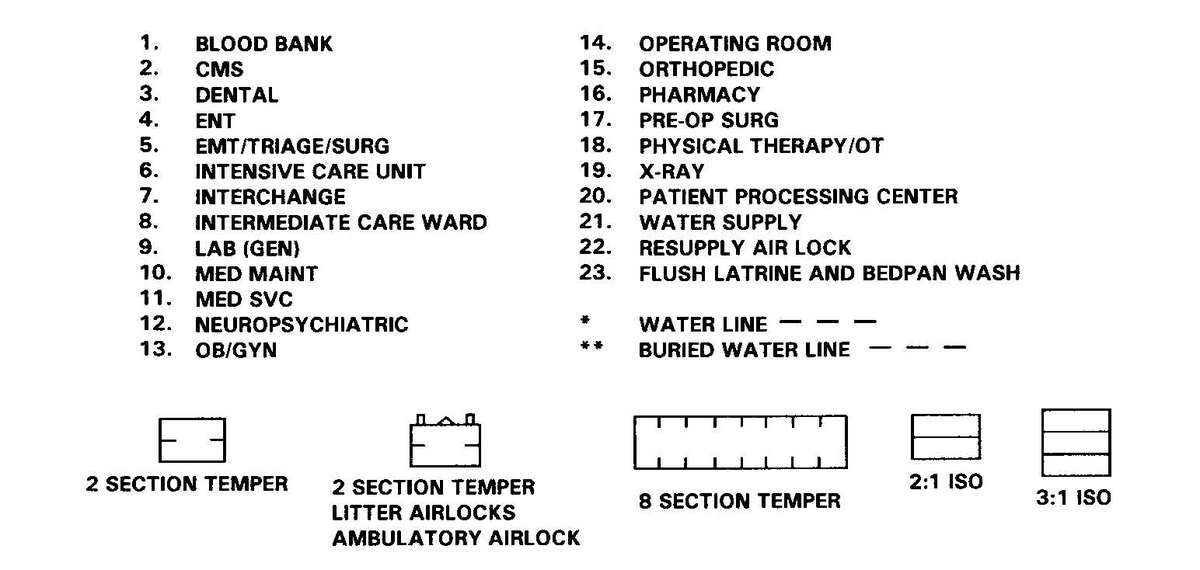 1. BLOOD BANK
2. CMS
3. DENTAL
4. ENT
5. EMT/TRIAGE/SURG
6. INTENSIVE CARE UNIT
7. INTERCHANGE
8. INTERMEDIATE CARE WARD
9. LAB (GEN)
10. MED MAINT
11. MED SVC
12. NEUROPSYCHIATRIC
13. OB/GYN
14. OPERATING ROOM
15. ORTHOPEDIC
16. PHARMACY
17. PRE-OP SURG
18. PHYSICAL THERAPY/OT
19. X-RAY
20. PATIENT PROCESSING CENTER
21. WATER SUPPLY
22. RESUPPLY AIR LOCK
23. FLUSH LATRINE AND BEDPAN WASH
* WATER LINE — — —
** BURIED WATER LINE — — —
2 SECTION TEMPER
2 SECTION TEMPER
LITTER AIRLOCKS
AMBULATORY AIRLOCK
8 SECTION TEMPER
2:1 ISO
3:1 ISO